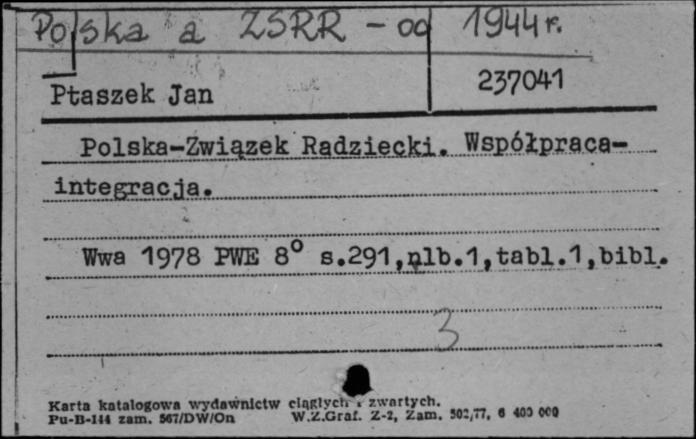 Polska a ZSRR - od 1944 r.
Ptaszek Jan 237041
Polska-Związek Radziecki. Współpraca-
integracja.
Wwa 1978 PWE 8° s.291,nlb.1,tabl.1,bibl.
3
Karta katalogowa wydawnictw ciągłych i zwartych.
Pu-B-144 zam. 567/DW/On W.Z.Graf. Z-2, Zam. 502/77, 6 400 000